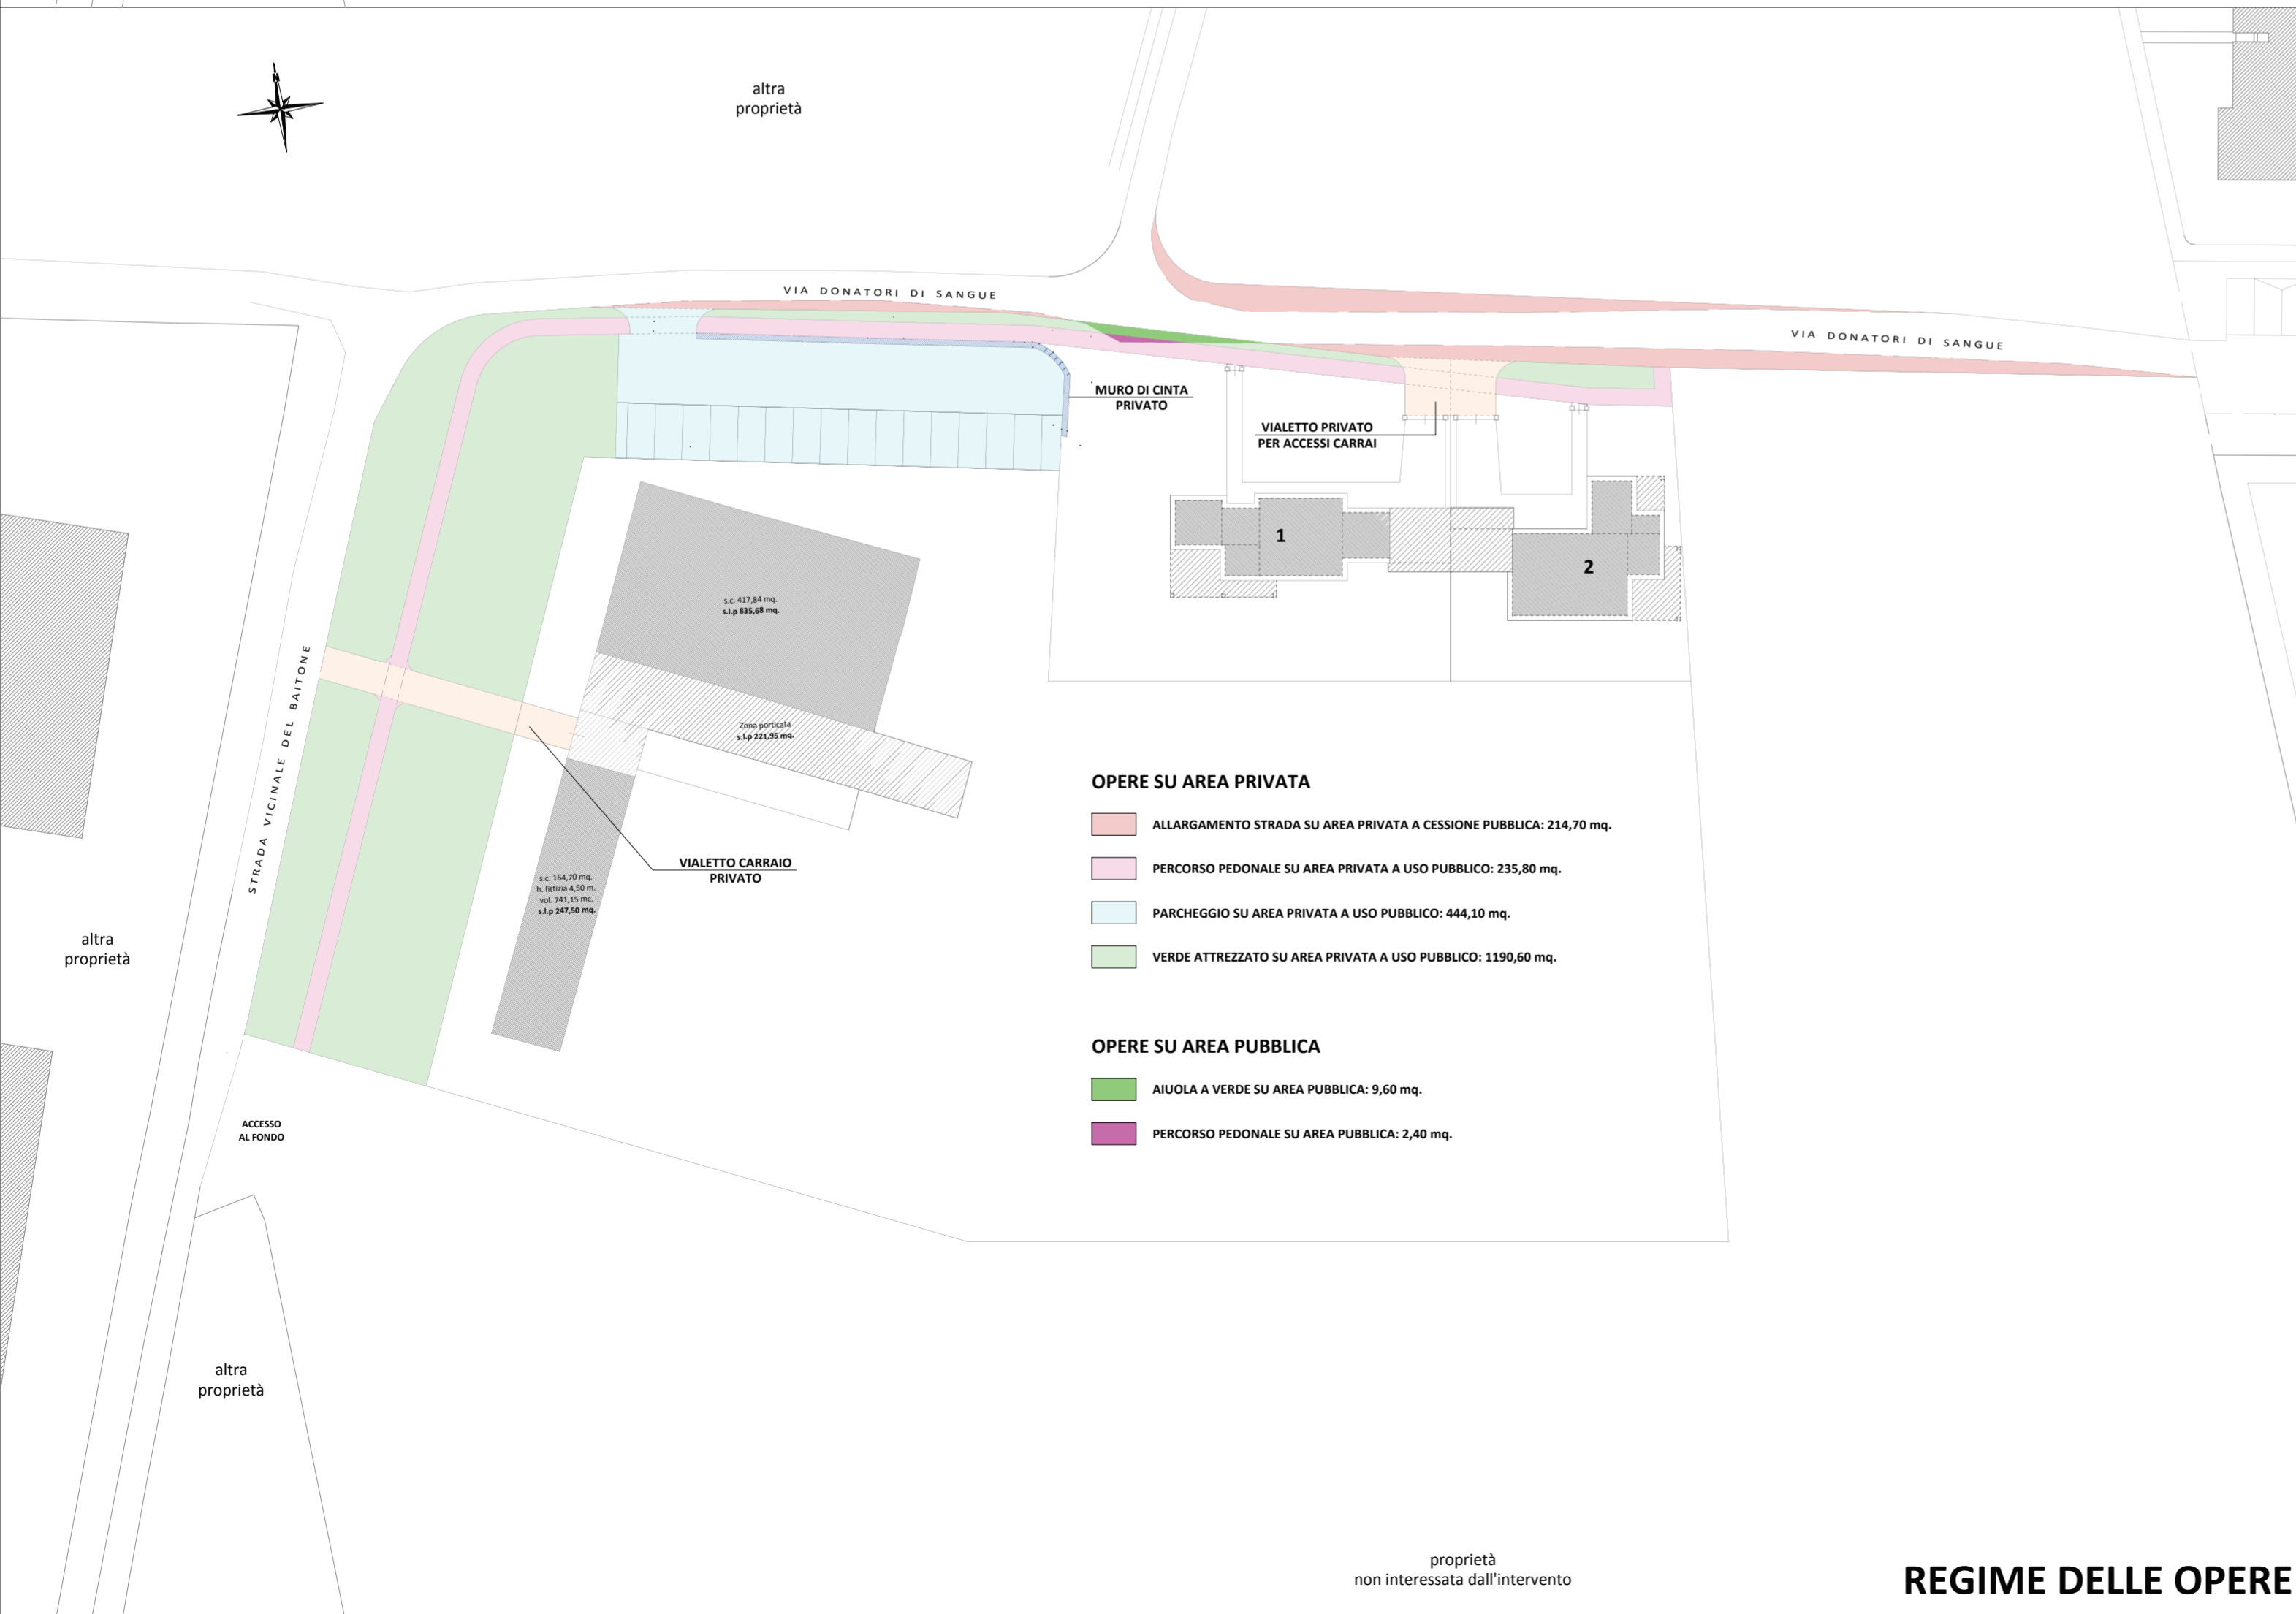 N
altra
proprietà
VIA DONATORI DI SANGUE
VIA DONATORI DI SANGUE
MURO DI CINTA
PRIVATO
VIALETTO PRIVATO
PER ACCESSI CARRAI
1
2
s.c. 417,84 mq.
s.l.p 835,68 mq.
STRADA VICINALE DEL BAITONE
Zona porticata
s.l.p 221,95 mq.
VIALETTO CARRAIO
PRIVATO
s.c. 164,70 mq.
h. fittizia 4,50 m.
vol. 741,15 mc.
s.l.p 247,50 mq.
altra
proprietà
OPERE SU AREA PRIVATA
ALLARGAMENTO STRADA SU AREA PRIVATA A CESSIONE PUBBLICA: 214,70 mq.
PERCORSO PEDONALE SU AREA PRIVATA A USO PUBBLICO: 235,80 mq.
PARCHEGGIO SU AREA PRIVATA A USO PUBBLICO: 444,10 mq.
VERDE ATTREZZATO SU AREA PRIVATA A USO PUBBLICO: 1190,60 mq.
OPERE SU AREA PUBBLICA
AIUOLA A VERDE SU AREA PUBBLICA: 9,60 mq.
PERCORSO PEDONALE SU AREA PUBBLICA: 2,40 mq.
ACCESSO
AL FONDO
altra
proprietà
proprietà
non interessata dall'intervento
REGIME DELLE OPERE